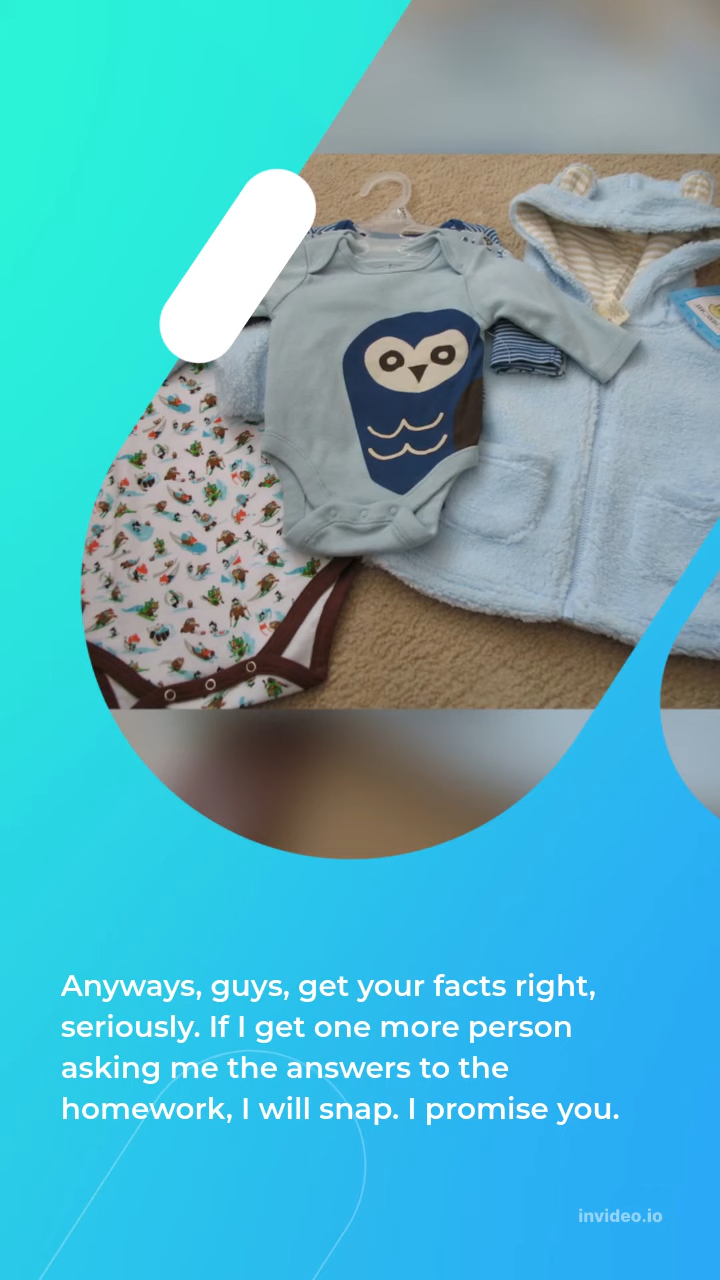 Anyways, guys, get your facts right,
seriously. If I get one more person
asking me the answers to the
homework, I will snap. I promise you.
invideo.io